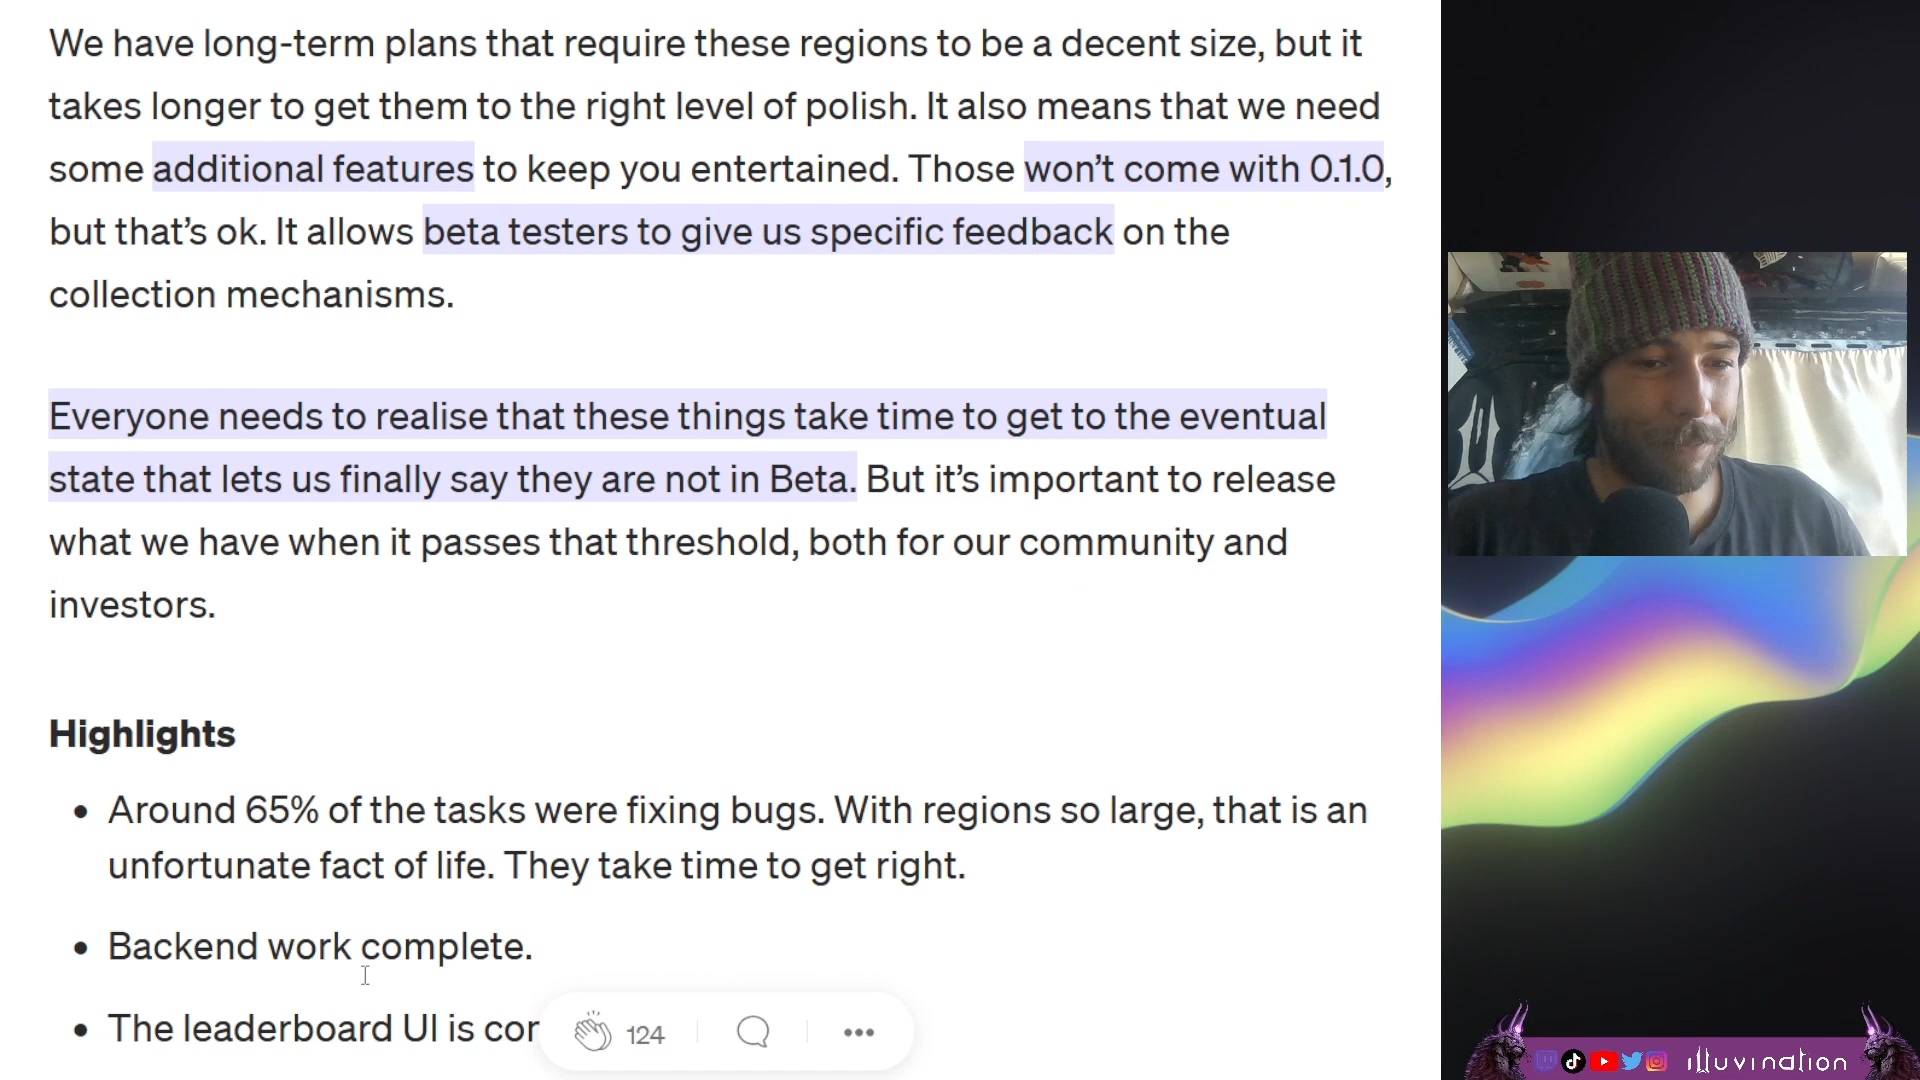 We have long-term plans that require these regions to be a decent size, but it
takes longer to get them to the right level of polish. It also means that we need
some additional features to keep you entertained. Those won’t come with 0.1.0,
but that’s ok. It allows beta testers to give us specific feedback on the
collection mechanisms.
Everyone needs to realise that these things take time to get to the eventual
state that lets us finally say they are not in Beta. But it’s important to release
what we have when it passes that threshold, both for our community and
investors.
Highlights
• Around 65% of the tasks were fixing bugs. With regions so large, that is an
unfortunate fact of life. They take time to get right.
• Backend work complete.
• The leaderboard UI is
124
illuvination